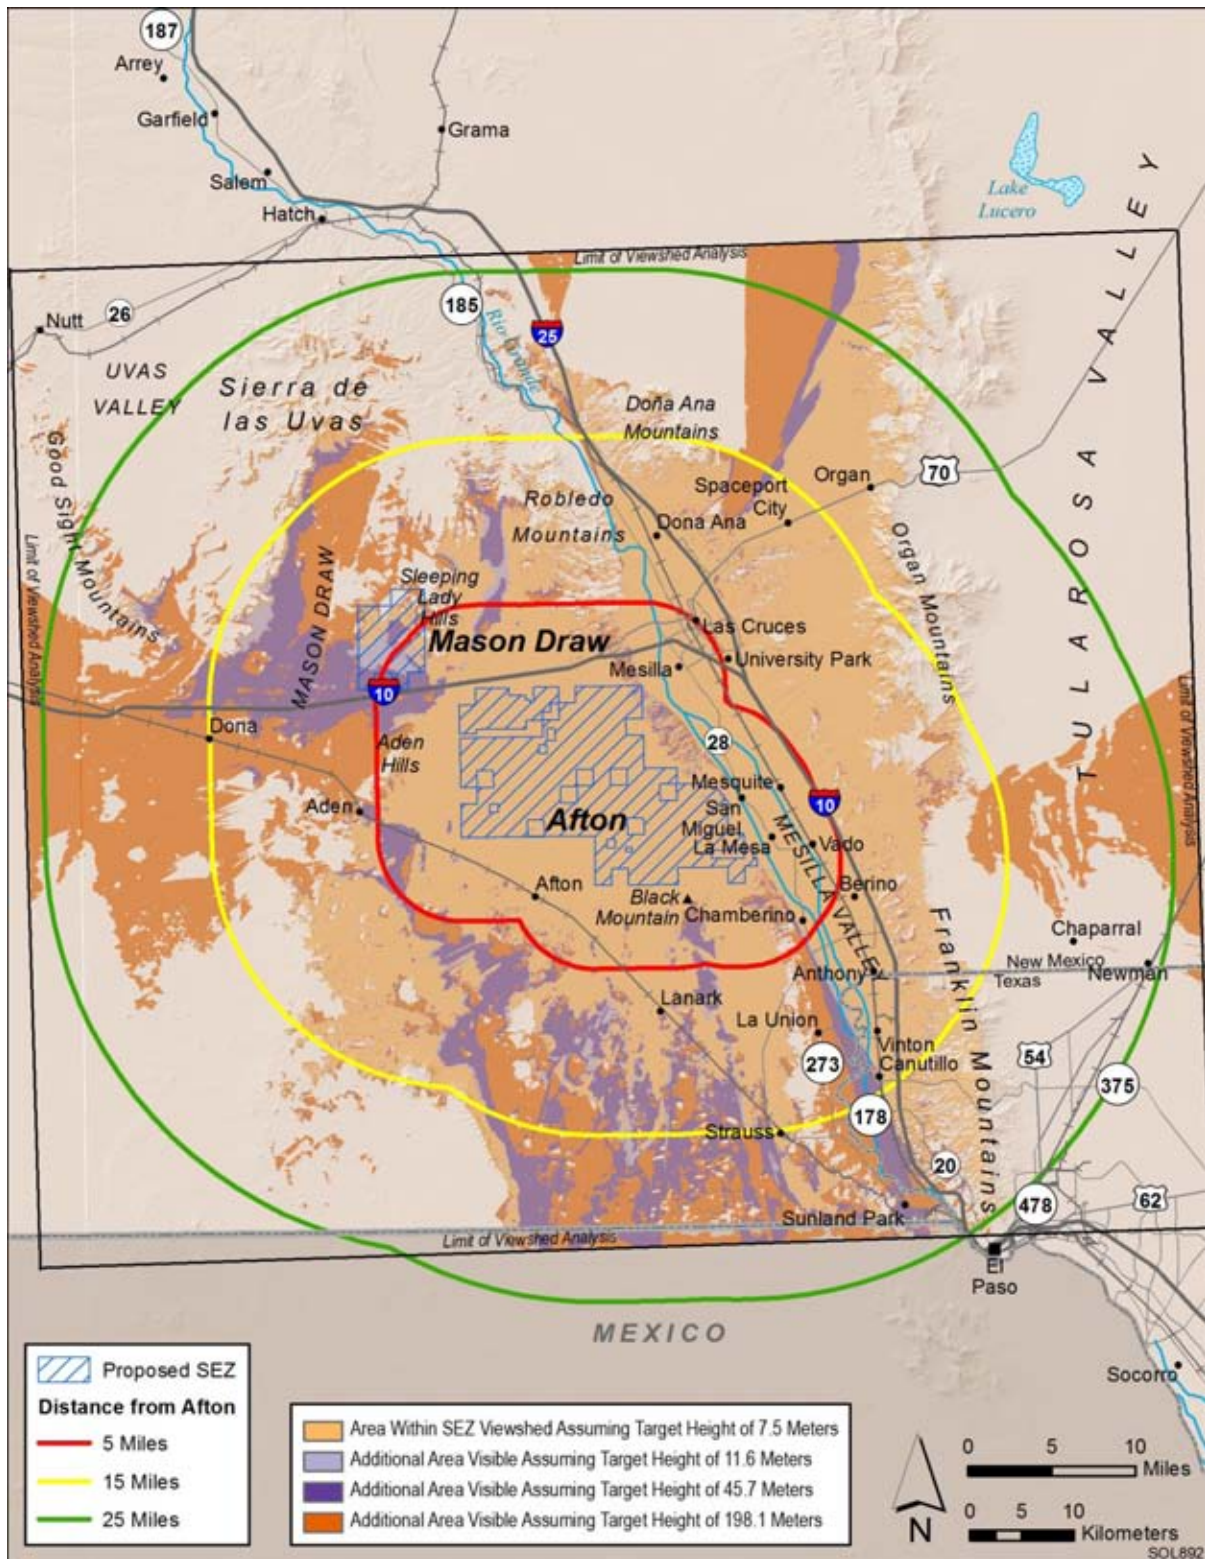 187
Arrey
Garfield
Grama
Salem
Lake
Lucero
Hatch
Limit of Viewshed Analysis
185
26
Nutt
25
Rio Grande
UVAS
VALLEY
Sierra de
las Uvas
Doña Ana
Mountains
TULAROSA VALLEY
Good Sight Mountains
Organ
70
Spaceport
City
Robledo
Mountains
Dona Ana
Organ Mountains
Limit of Viewshed Analysis
MASON DRAW
Sleeping
Lady
Hills
Mason Draw
Las Cruces
Mesilla
University Park
10
Limit of Viewshed Analysis
Dona
Aden
Hills
28
Mesquite
10
Aden
Afton
San
Miguel
La Mesa
Vado
MESILLA VALLEY
Afton
Black
Mountain
Berino
Chamberino
Franklin Mountains
Chaparral
Anthony
New Mexico
Texas
Newman
Lanark
La Union
Vinton
Canutillo
273
54
375
178
Strauss
20
478
62
Sunland Park
Limit of Viewshed Analysis
El
Paso
MEXICO
Socorro
Proposed SEZ
Distance from Afton
5 Miles
15 Miles
25 Miles
Area Within SEZ Viewshed Assuming Target Height of 7.5 Meters
Additional Area Visible Assuming Target Height of 11.6 Meters
Additional Area Visible Assuming Target Height of 45.7 Meters
Additional Area Visible Assuming Target Height of 198.1 Meters
N
0 5 10
Miles
0 5 10
Kilometers
SOL892